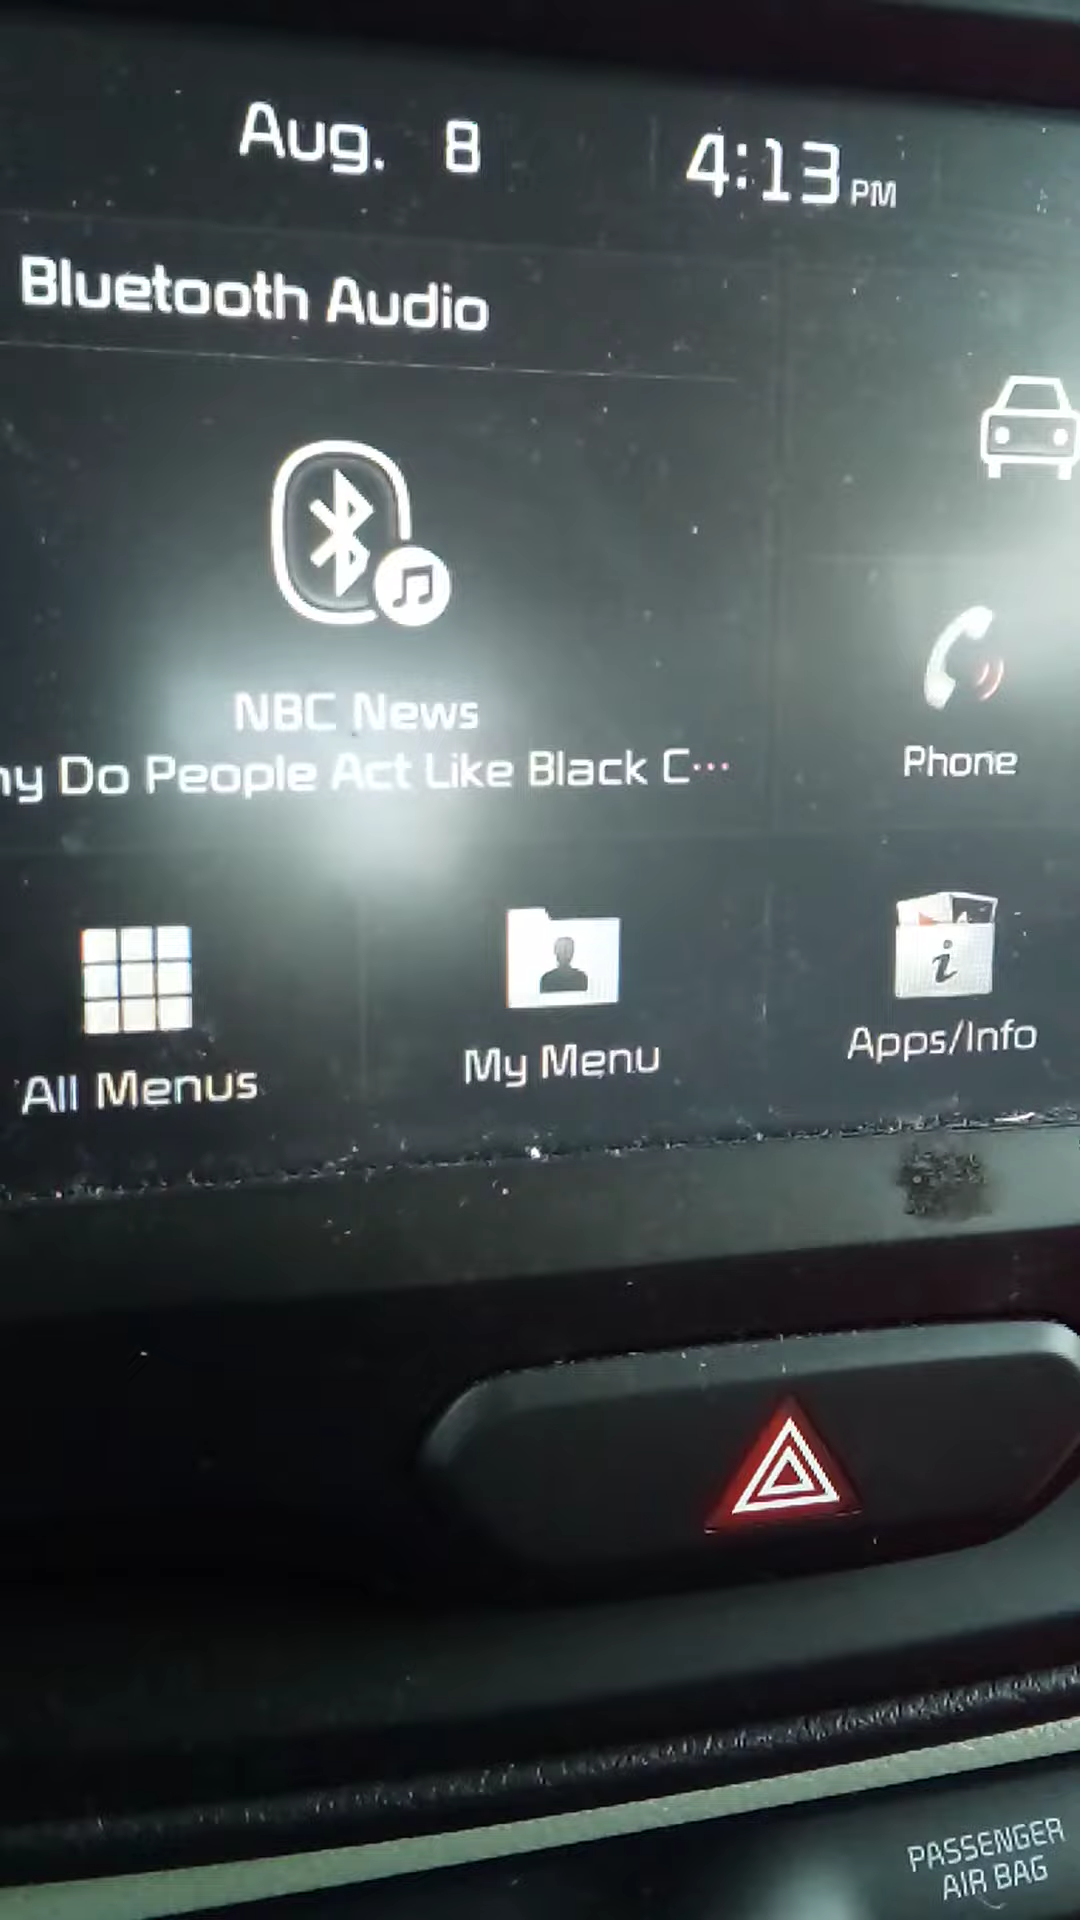 Aug. 8 4:13 PM
Bluetooth Audio
NBC News
hy Do People Act Like Black C...
Phone
All Menus
My Menu
Apps/Info
PASSENGER
AIR BAG